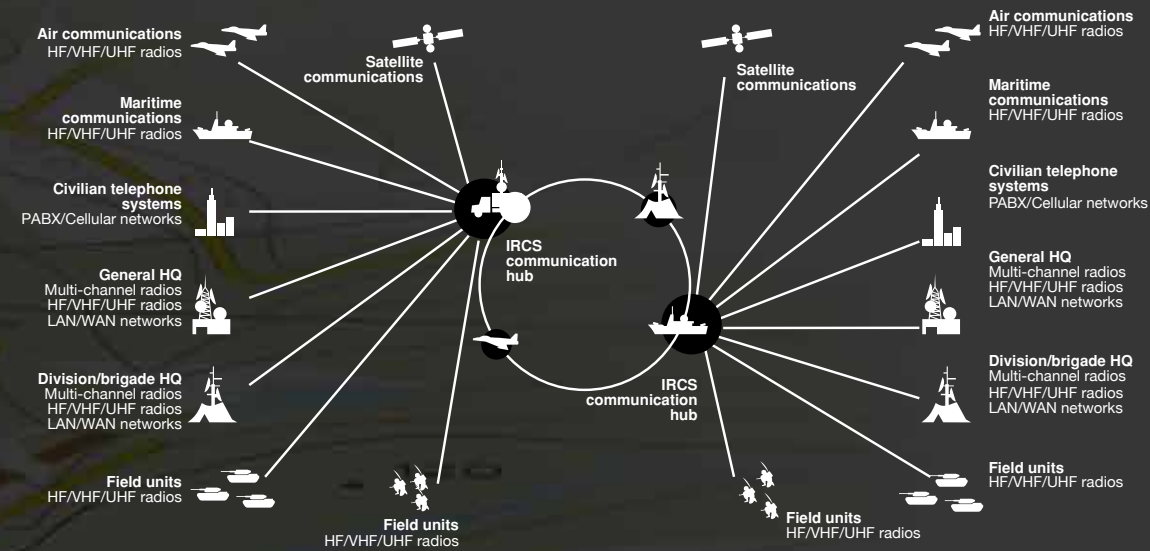 Air communications
HF/VHF/UHF radios
Maritime
communications
HF/VHF/UHF radios
Civilian telephone
systems
PABX/Cellular networks
General HQ
Multi-channel radios
HF/VHF/UHF radios
LAN/WAN networks
Division/brigade HQ
Multi-channel radios
HF/VHF/UHF radios
LAN/WAN networks
Field units
HF/VHF/UHF radios
Satellite
communications
IRCS
communication
hub
Field units
HF/VHF/UHF radios
Satellite
communications
IRCS
communication
hub
Field units
HF/VHF/UHF radios
Air communications
HF/VHF/UHF radios
Maritime
communications
HF/VHF/UHF radios
Civilian telephone
systems
PABX/Cellular networks
General HQ
Multi-channel radios
HF/VHF/UHF radios
LAN/WAN networks
Division/brigade HQ
Multi-channel radios
HF/VHF/UHF radios
LAN/WAN networks
Field units
HF/VHF/UHF radios